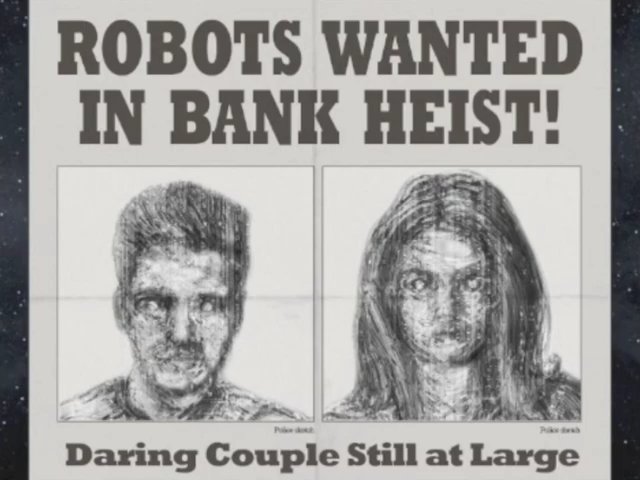 ROBOTS WANTED
IN BANK HEIST!
Police sketch
Police sketch
Daring Couple Still at Large